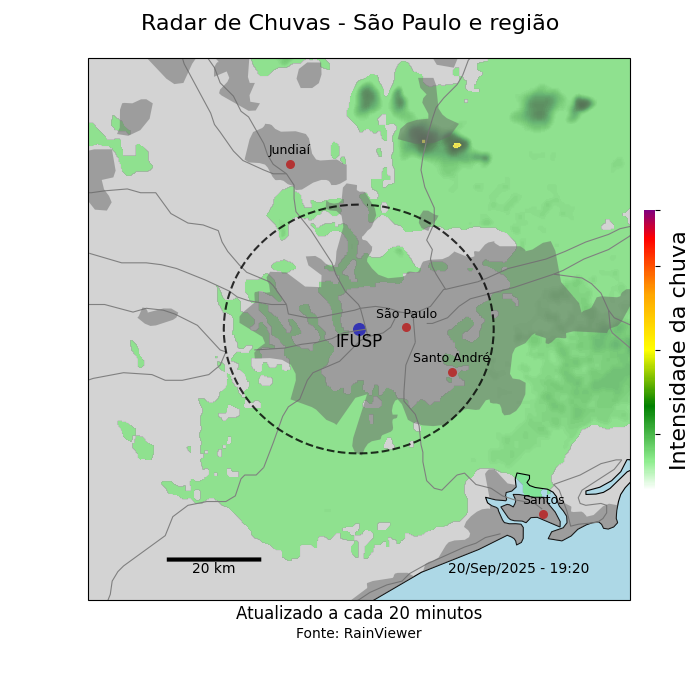 Radar de Chuvas - São Paulo e região
Jundiaí
São Paulo
IFUSP
Santo André
Santos
20 km
20/Sep/2025 - 19:20
Intensidade da chuva
Atualizado a cada 20 minutos
Fonte: RainViewer